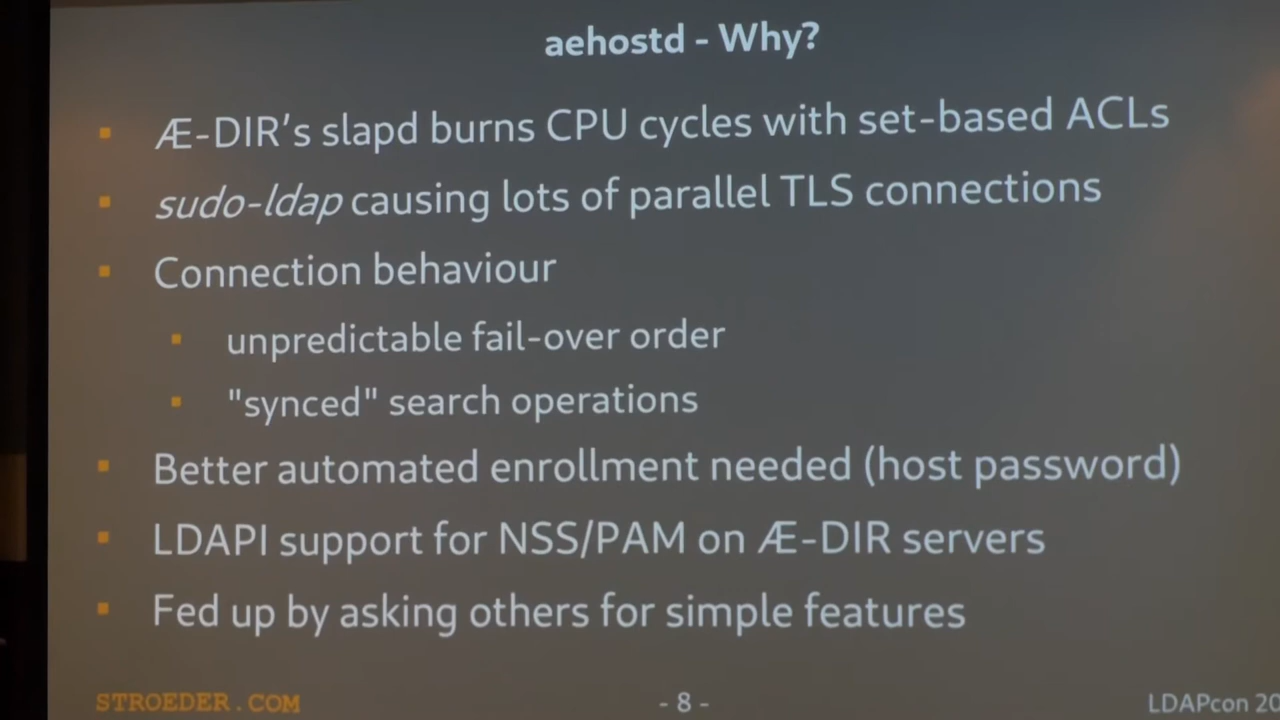 aehostd - Why?
Æ-DIR's slapd burns CPU cycles with set-based ACLs
sudo-ldap causing lots of parallel TLS connections
Connection behaviour
unpredictable fail-over order
"synced" search operations
Better automated enrollment needed (host password)
LDAPI support for NSS/PAM on Æ-DIR servers
Fed up by asking others for simple features
STROEDER.COM
- 8 -
LDAPcon 20